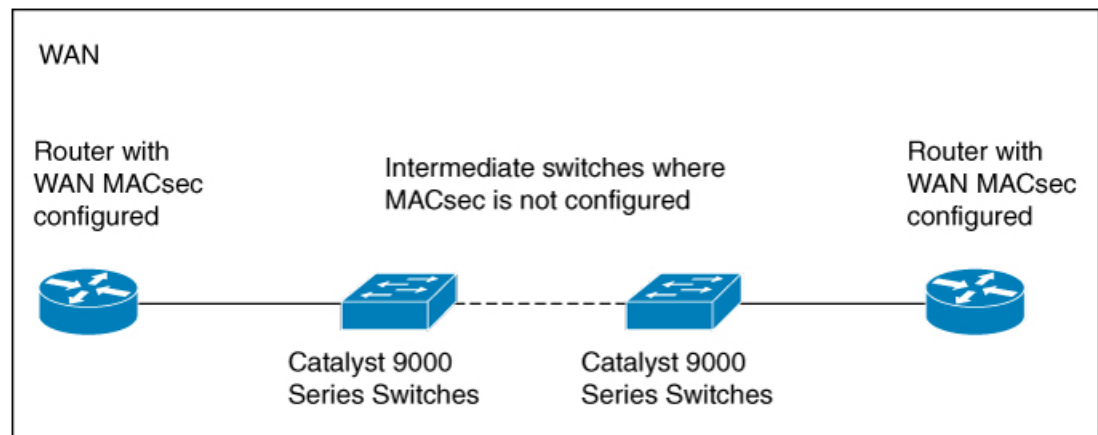 WAN
Router with
WAN MACsec
configured
Intermediate switches where
MACsec is not configured
Router with
WAN MACsec
configured
Catalyst 9000
Series Switches
Catalyst 9000
Series Switches